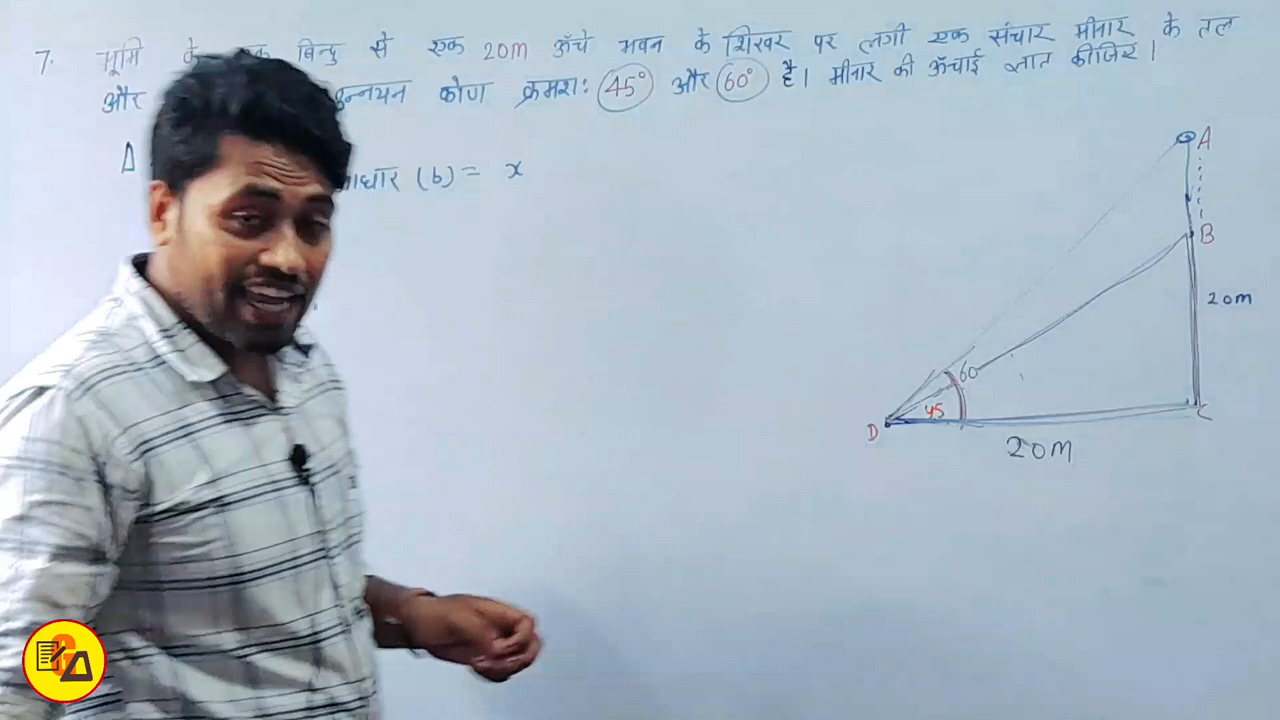 7. भूमि के बिन्दु से एक 20m ऊँचे भवन के शिखर पर लगी एक संचार मीनार के तल
और उन्नयन कोण क्रमश: 45° और 60° है। मीनार की ऊँचाई ज्ञात कीजिए।
Δ (b) = x
A
B
20m
60
45
D
C
20m